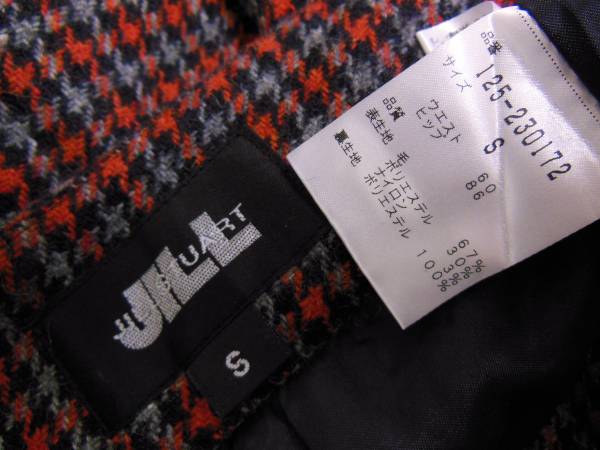 品番 125-230172
サイズ S
ウエスト 60
ヒップ 86
品質
表生地 毛 67%
ポリエステル 30%
ナイロン 3%
裏生地 ポリエステル 100%
JILL
JILL STUART
S